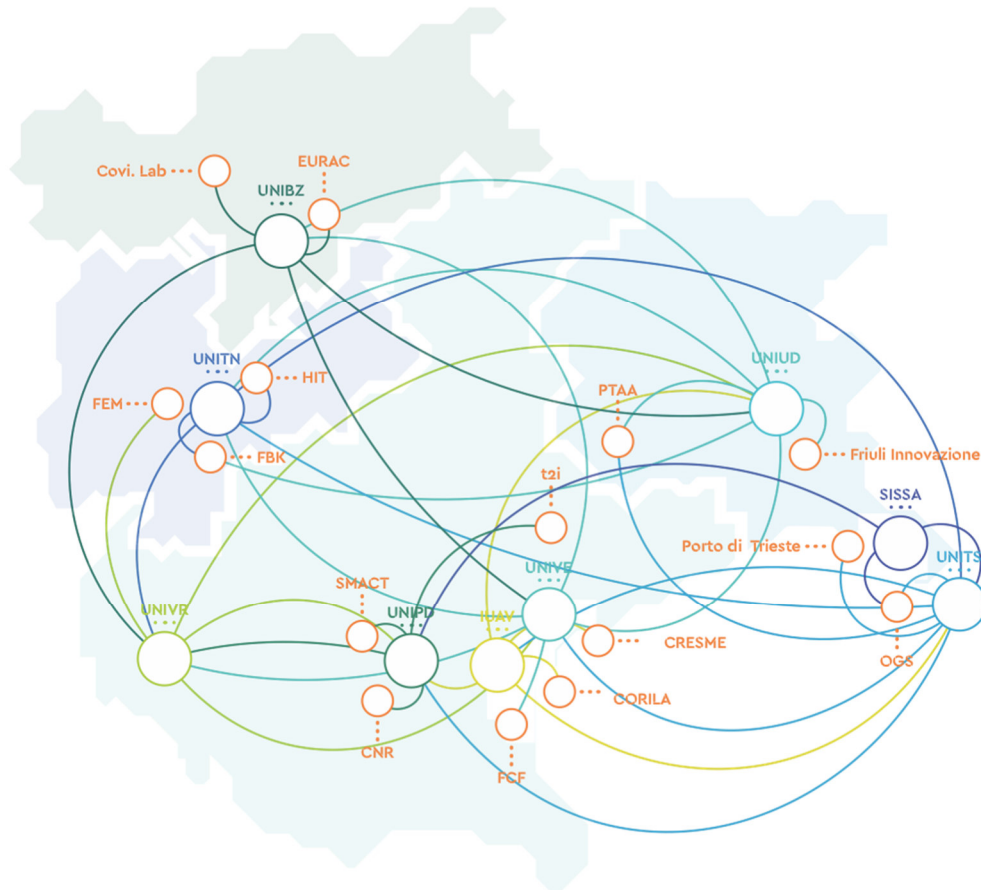 EURAC
Covi. Lab
UNIBZ
UNITN
UNIUD
HIT
PTAA
FEM
FBK
Friuli Innovazione
t2i
SISSA
Porto di Trieste
UNITS
UNIVE
SMACT
UNIVR
UNIPD
IUAV
CRESME
OGS
CORILA
CNR
FCF